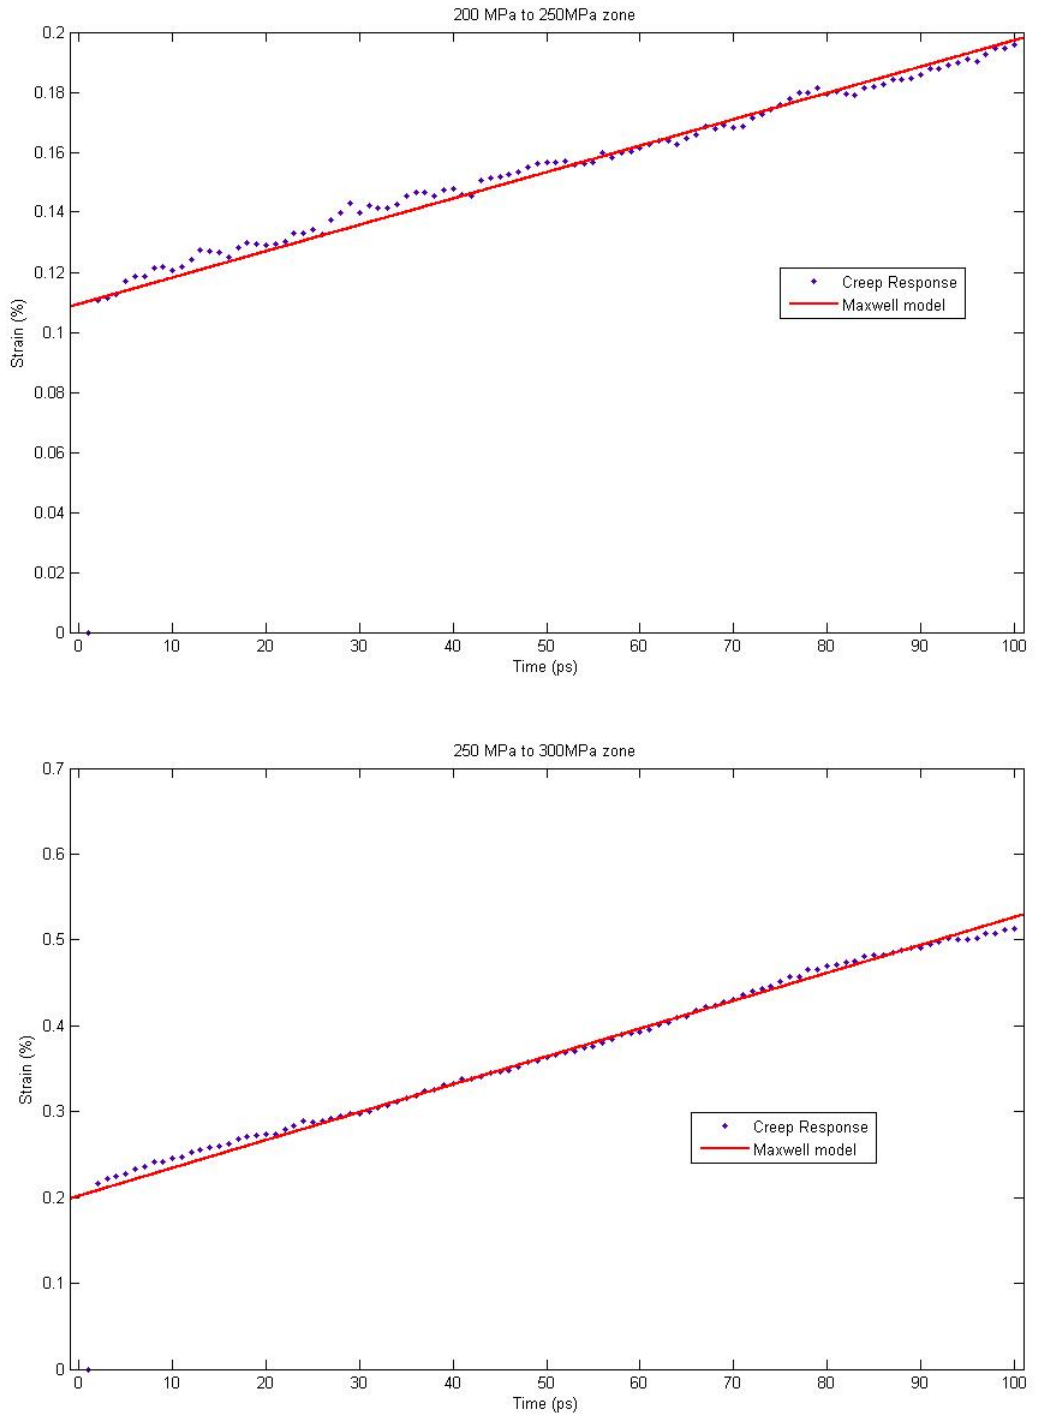 200 MPa to 250MPa zone
0.2
0.18
0.16
0.14
0.12
0.1
0.08
0.06
0.04
0.02
0
Strain (%)
Creep Response
Maxwell model
0 10 20 30 40 50 60 70 80 90 100
Time (ps)
250 MPa to 300MPa zone
0.7
0.6
0.5
0.4
0.3
0.2
0.1
0
Strain (%)
Creep Response
Maxwell model
0 10 20 30 40 50 60 70 80 90 100
Time (ps)